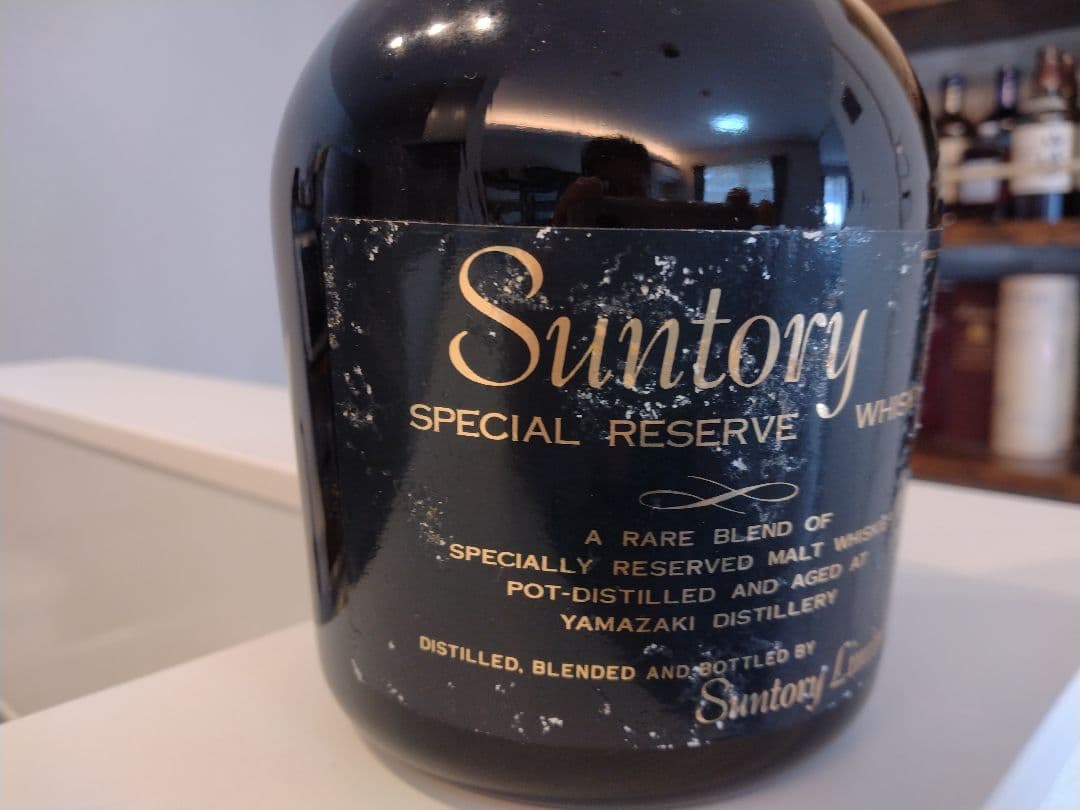 Suntory
SPECIAL RESERVE
A RARE BLEND OF
SPECIALLY RESERVED MALT
POT-DISTILLED AND AGED AT
YAMAZAKI DISTILLERY
DISTILLED, BLENDED AND BOTTLED BY
Suntory